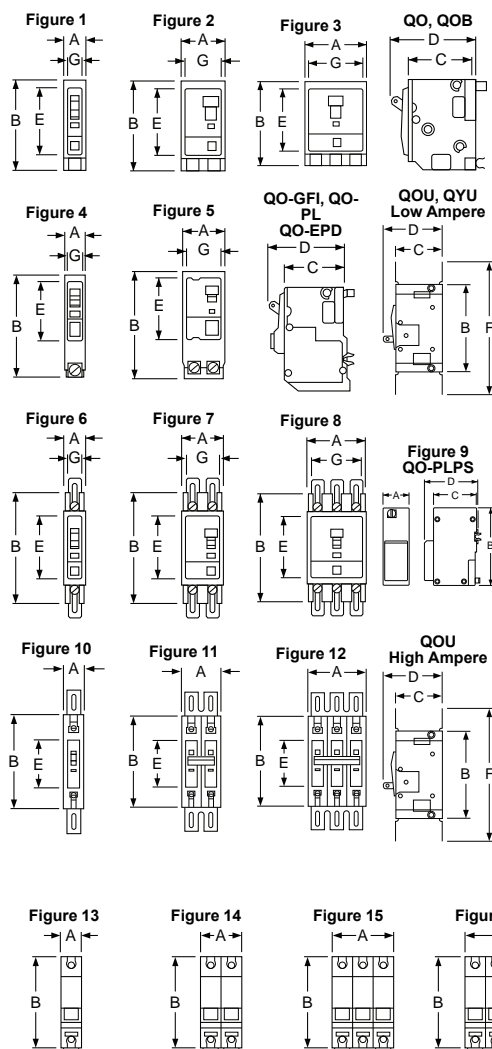 Figure 1
Figure 2
Figure 3
QO, QOB
A
G
B
E
A
G
B
E
A
G
B
E
D
C
Figure 4
Figure 5
QO-GFI, QO-
PL
QO-EPD
QOU, QYU
Low Ampere
A
G
B
E
A
G
B
E
D
C
D
C
B
F
Figure 6
Figure 7
Figure 8
Figure 9
QO-PLPS
A
G
B
E
A
G
B
E
A
G
B
E
A
D
C
B
Figure 10
Figure 11
Figure 12
QOU
High Ampere
A
B
E
A
B
E
A
B
E
D
C
B
F
Figure 13
Figure 14
Figure 15
Figu
A
B
A
B
A
B
B